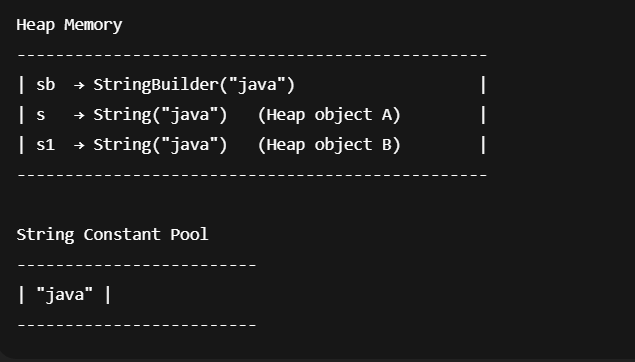 Heap Memory
-------------------------------------------------
| sb  → StringBuilder("java")                   |
| s   → String("java")   (Heap object A)        |
| s1  → String("java")   (Heap object B)        |
-------------------------------------------------
String Constant Pool
-------------------------
| "java" |
-------------------------